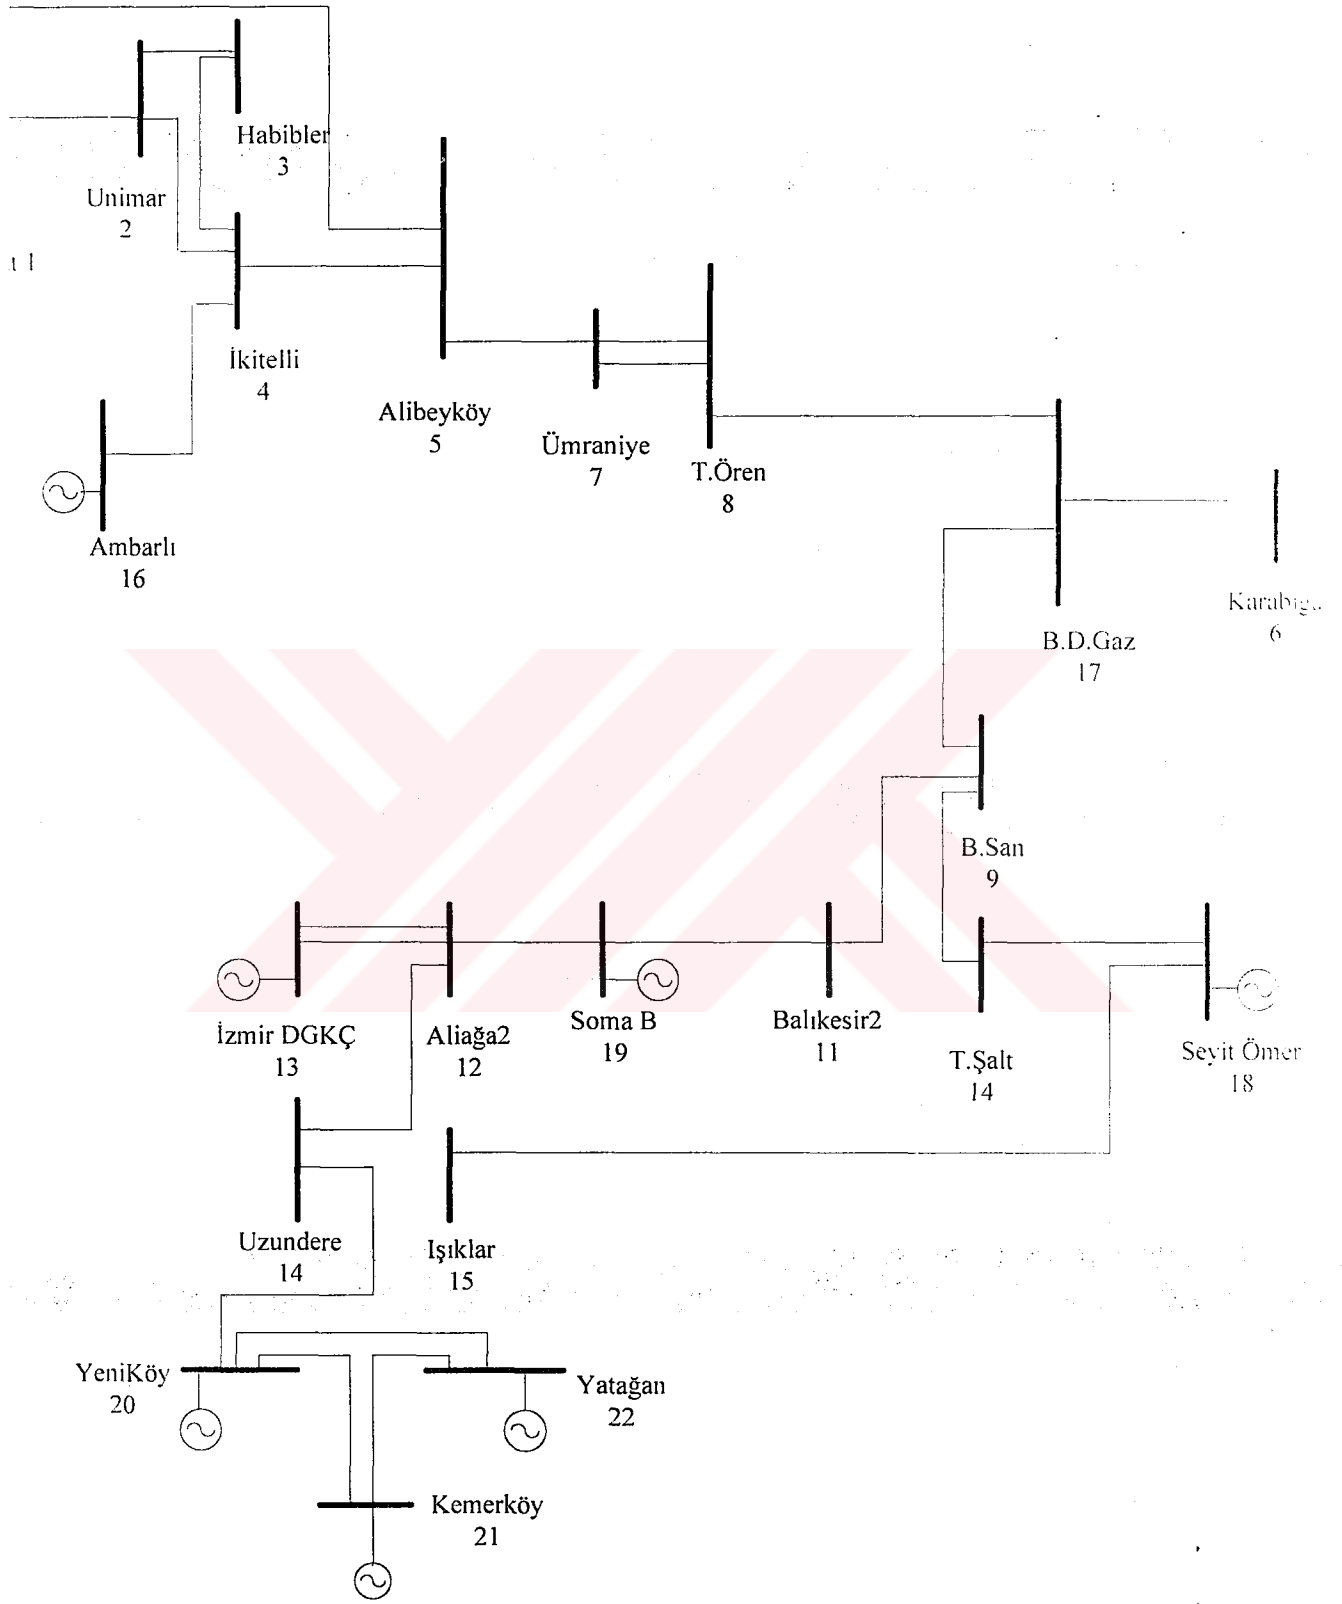 Habibler
3
Unimar
2
t 1
İkitelli
4
Alibeyköy
5
Ümraniye
7
T.Ören
8
Ambarlı
16
6
B.D.Gaz
17
B.San
9
İzmir DGKÇ
13
Aliağa2
12
Soma B
19
Balıkesir2
11
T.Şalt
14
Seyit Ömer
18
Uzundere
14
Işıklar
15
YeniKöy
20
Yatağan
22
Kemerköy
21